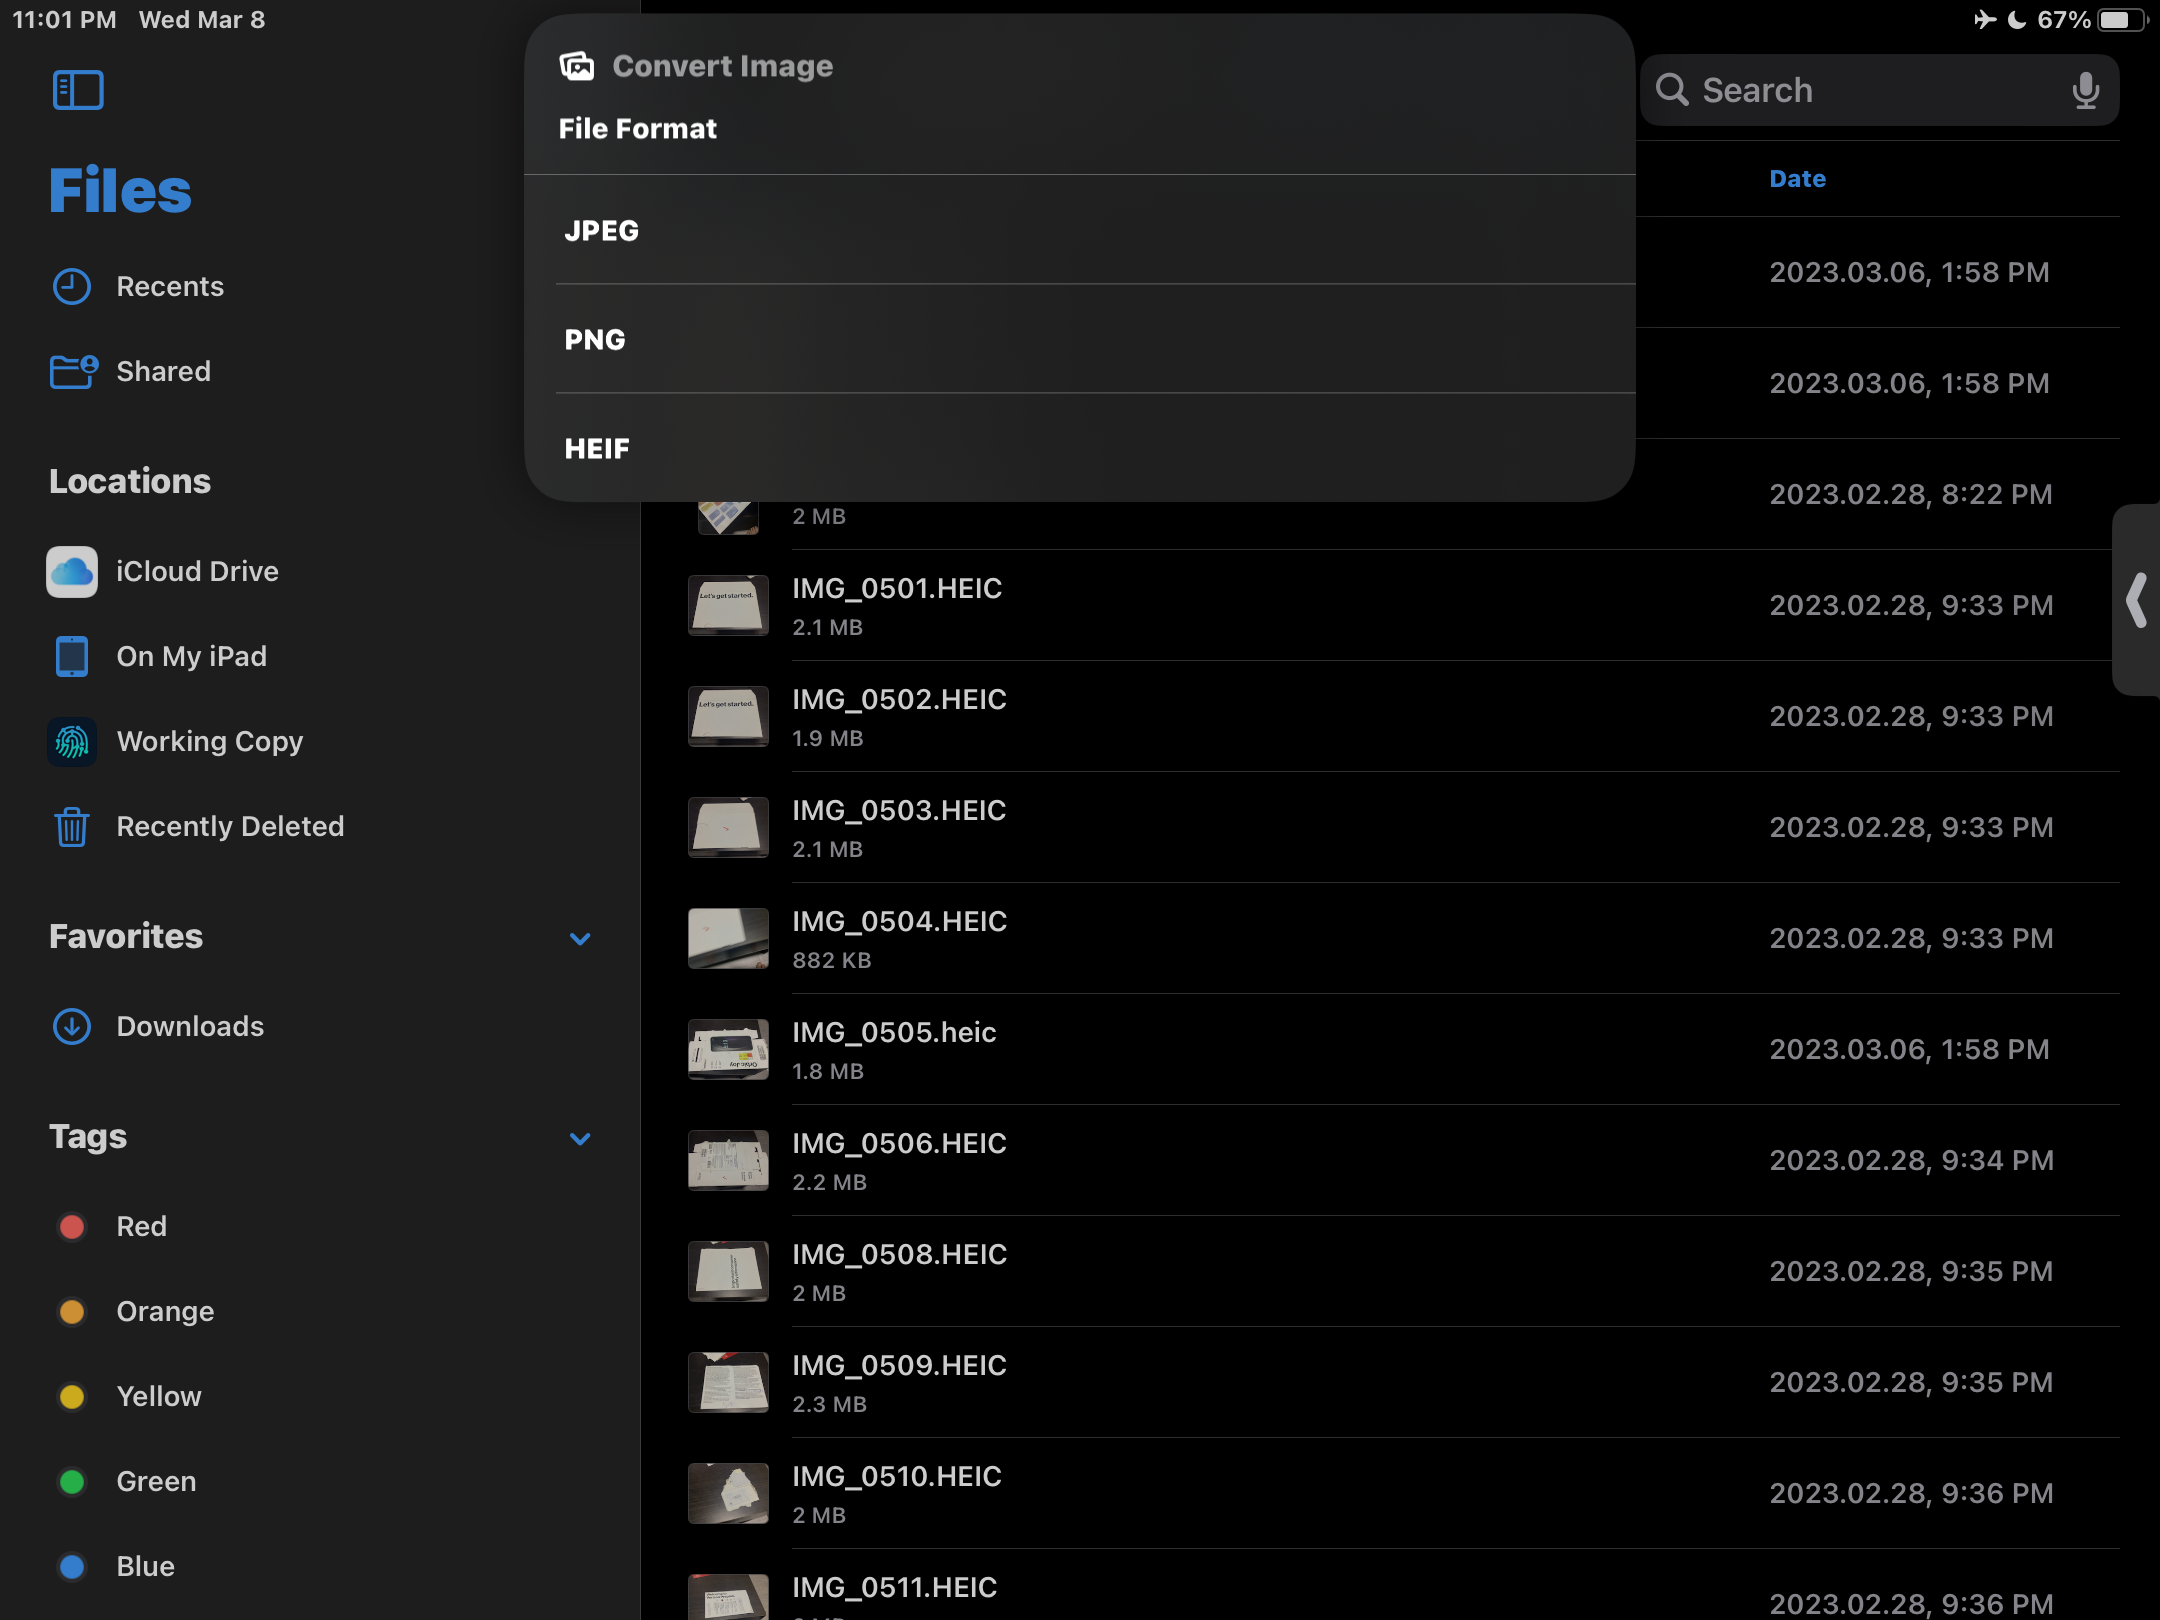 11:01 PM Wed Mar 8
67%
Convert Image
File Format
JPEG
PNG
HEIF
Search
Files
Recents
Shared
Locations
iCloud Drive
On My iPad
Working Copy
Recently Deleted
Favorites
Downloads
Tags
Red
Orange
Yellow
Green
Blue
Date
2023.03.06, 1:58 PM
2023.03.06, 1:58 PM
2023.02.28, 8:22 PM
2 MB
IMG_0501.HEIC
2023.02.28, 9:33 PM
2.1 MB
Let's get started.
IMG_0502.HEIC
2023.02.28, 9:33 PM
1.9 MB
Let's get started.
IMG_0503.HEIC
2023.02.28, 9:33 PM
2.1 MB
IMG_0504.HEIC
2023.02.28, 9:33 PM
882 KB
IMG_0505.heic
2023.03.06, 1:58 PM
1.8 MB
IMG_0506.HEIC
2023.02.28, 9:34 PM
2.2 MB
IMG_0508.HEIC
2023.02.28, 9:35 PM
2 MB
IMG_0509.HEIC
2023.02.28, 9:35 PM
2.3 MB
IMG_0510.HEIC
2023.02.28, 9:36 PM
2 MB
IMG_0511.HEIC
2023.02.28, 9:36 PM